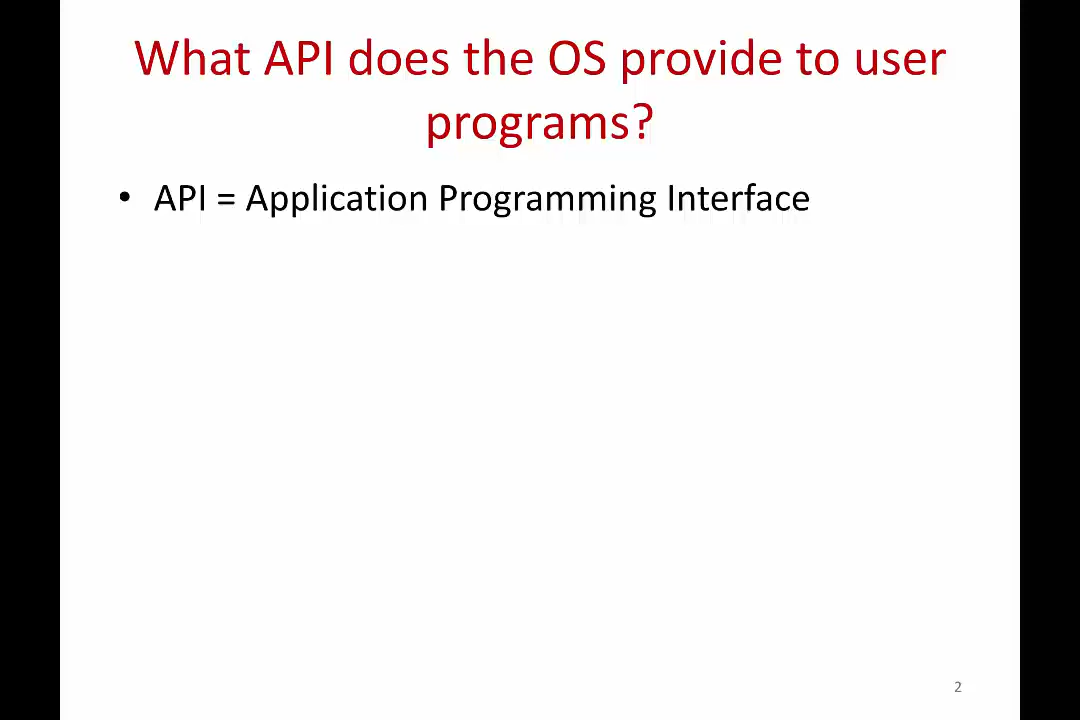 What API does the OS provide to user
programs?
• API = Application Programming Interface
2